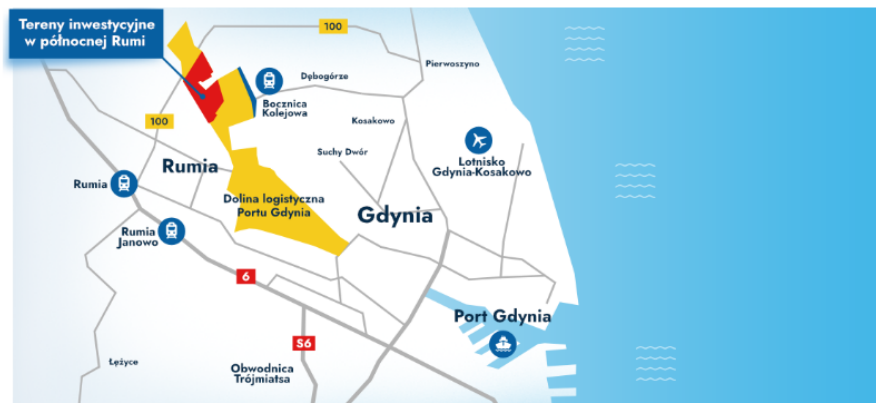 Tereny inwestycyjne
w północnej Rumi
100
Pierwoszyno
Dębogórze
Bocznica
Kolejowa
100
Kosakowo
Suchy Dwór
Lotnisko
Gdynia-Kosakowo
Rumia
Rumia
Dolina logistyczna
Portu Gdynia
Gdynia
Rumia
Janowo
6
Port Gdynia
S6
Łężyce
Obwodnica
Trójmiatsa